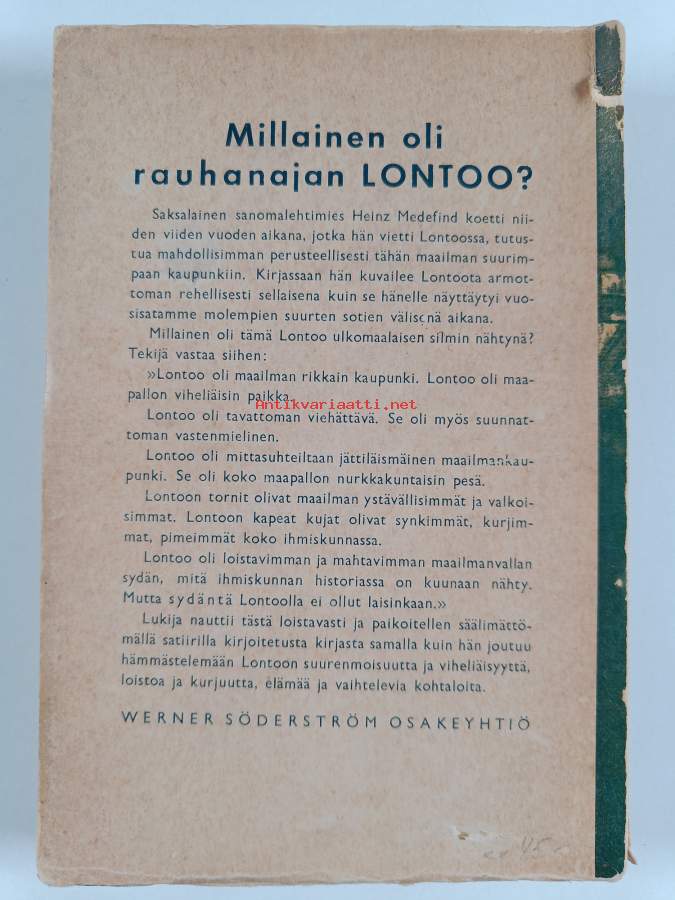 Millainen oli
rauhanajan LONTOO?
Saksalainen sanomalehtimies Heinz Medefind koetti nii-
den viiden vuoden aikana, jotka hän vietti Lontoossa, tutus-
tua mahdollisimman perusteellisesti tähän maailman suurim-
paan kaupunkiin. Kirjassaan hän kuvailee Lontoota armot-
toman rehellisesti sellaisena kuin se hänelle näyttäytyi vuo-
sisatamme molempien suurten sotien välisenä aikana.
Millainen oli tämä Lontoo ulkomaalaisen silmin nähtynä?
Tekijä vastaa siihen:
»Lontoo oli maailman rikkain kaupunki. Lontoo oli maa-
pallon viheliäisin paikka.
Antikvariaatti.net
Lontoo oli tavattoman viehättävä. Se oli myös suunnat-
toman vastenmielinen.
Lontoo oli mittasuhteiltaan jättiläismäinen maailmankau-
punki. Se oli koko maapallon nurkkakuntaisin pesä.
Lontoon tornit olivat maailman ystävällisimmät ja valkoi-
simmat. Lontoon kapeat kujat olivat synkimmät, kurjim-
mat, pimeimmät koko ihmiskunnassa.
Lontoo oli loistavimman ja mahtavimman maailmanvallan
sydän, mitä ihmiskunnan historiassa on kuunaan nähty.
Mutta sydäntä Lontoolla ei ollut laisinkaan.»
Lukija nauttii tästä loistavasti ja paikoitellen säälimättö-
mällä satiirilla kirjoitetusta kirjasta samalla kuin hän joutuu
hämmästelemään Lontoon suurenmoisuutta ja viheliäisyyttä,
loistoa ja kurjuutta, elämää ja vaihtelevia kohtaloita.
WERNER SÖDERSTRÖM OSAKEYHTIÖ